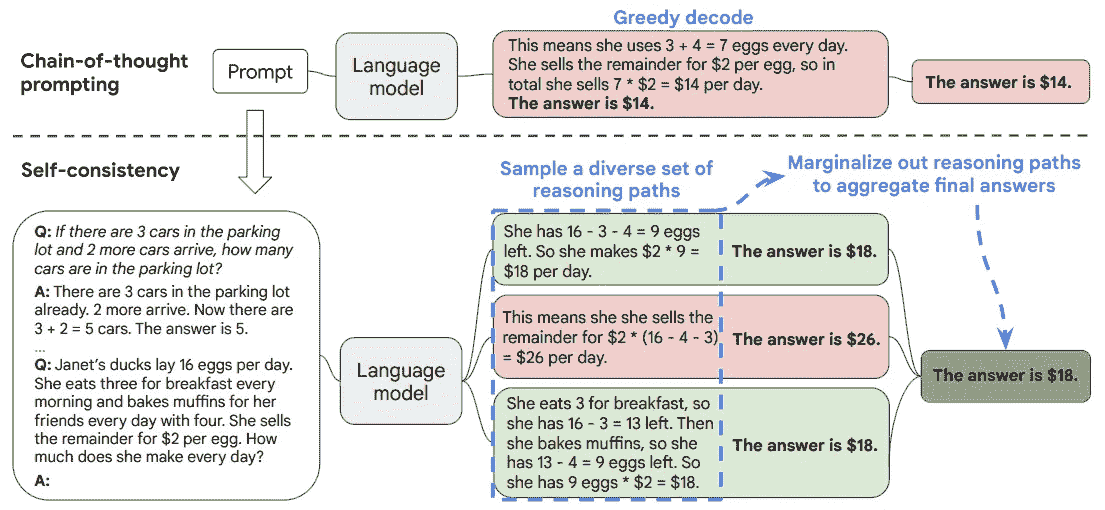 Greedy decode
Chain-of-thought
prompting
Prompt
Language
model
This means she uses 3 + 4 = 7 eggs every day.
She sells the remainder for $2 per egg, so in
total she sells 7 * $2 = $14 per day.
The answer is $14.
The answer is $14.
Self-consistency
Sample a diverse set of
reasoning paths
Marginalize out reasoning paths
to aggregate final answers
Q: If there are 3 cars in the parking
lot and 2 more cars arrive, how many
cars are in the parking lot?
A: There are 3 cars in the parking lot
already. 2 more arrive. Now there are
3 + 2 = 5 cars. The answer is 5.
...
Q: Janet's ducks lay 16 eggs per day.
She eats three for breakfast every
morning and bakes muffins for her
friends every day with four. She sells
the remainder for $2 per egg. How
much does she make every day?
A:
Language
model
She has 16 - 3 - 4 = 9 eggs
left. So she makes $2 * 9 =
$18 per day.
The answer is $18.
This means she she sells the
remainder for $2 * (16 - 4 - 3)
= $26 per day.
The answer is $26.
She eats 3 for breakfast, so
she has 16 - 3 = 13 left. Then
she bakes muffins, so she
has 13 - 4 = 9 eggs left. So
she has 9 eggs * $2 = $18.
The answer is $18.
The answer is $18.